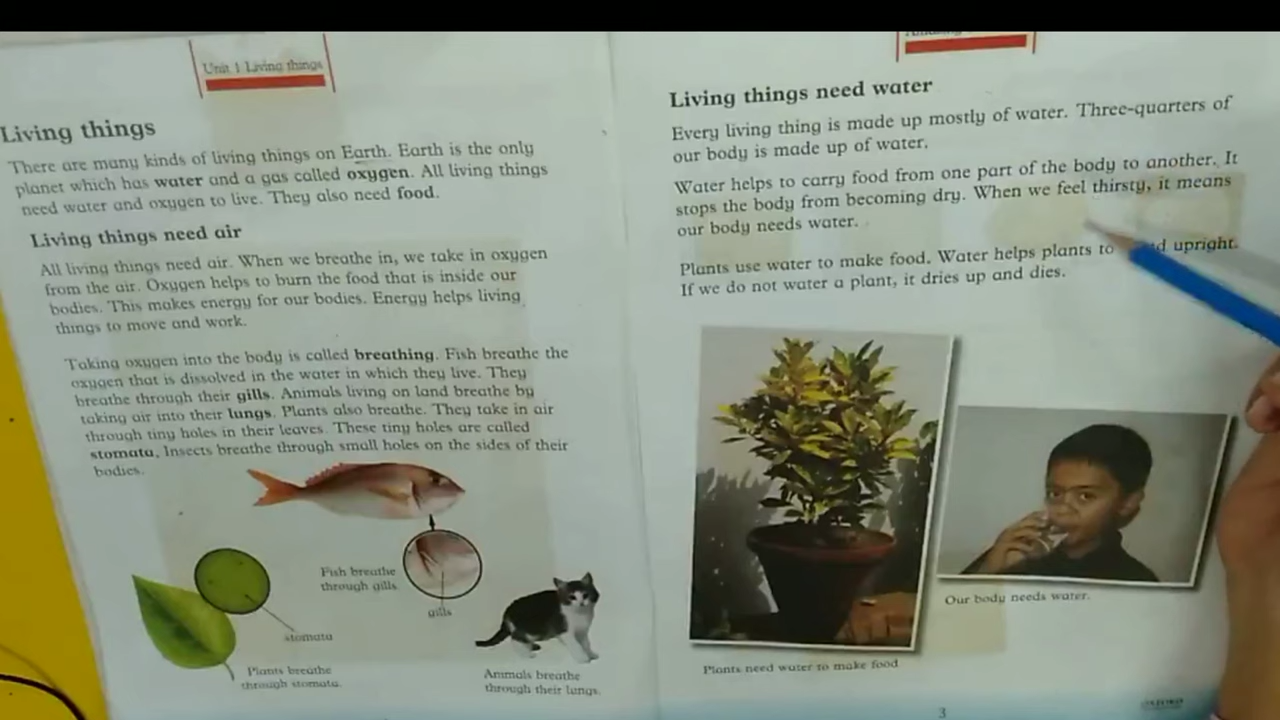 Unit 1 Living things
Living things
There are many kinds of living things on Earth. Earth is the only
planet which has water and a gas called oxygen. All living things
need water and oxygen to live. They also need food.
Living things need air
All living things need air. When we breathe in, we take in oxygen
from the air. Oxygen helps to burn the food that is inside our
bodies. This makes energy for our bodies. Energy helps living
things to move and work.
Taking oxygen into the body is called breathing. Fish breathe the
oxygen that is dissolved in the water in which they live. They
breathe through their gills. Animals living on land breathe by
taking air into their lungs. Plants also breathe. They take in air
through tiny holes in their leaves. These tiny holes are called
stomata. Insects breathe through small holes on the sides of their
bodies.
Fish breathe
through gills.
gills
stomata
Plants breathe
through stomata.
Animals breathe
through their lungs.
Living things need water
Every living thing is made up mostly of water. Three-quarters of
our body is made up of water.
Water helps to carry food from one part of the body to another. It
stops the body from becoming dry. When we feel thirsty, it means
our body needs water.
Plants use water to make food. Water helps plants to upright.
If we do not water a plant, it dries up and dies.
Our body needs water.
Plants need water to make food
3
OXFORD